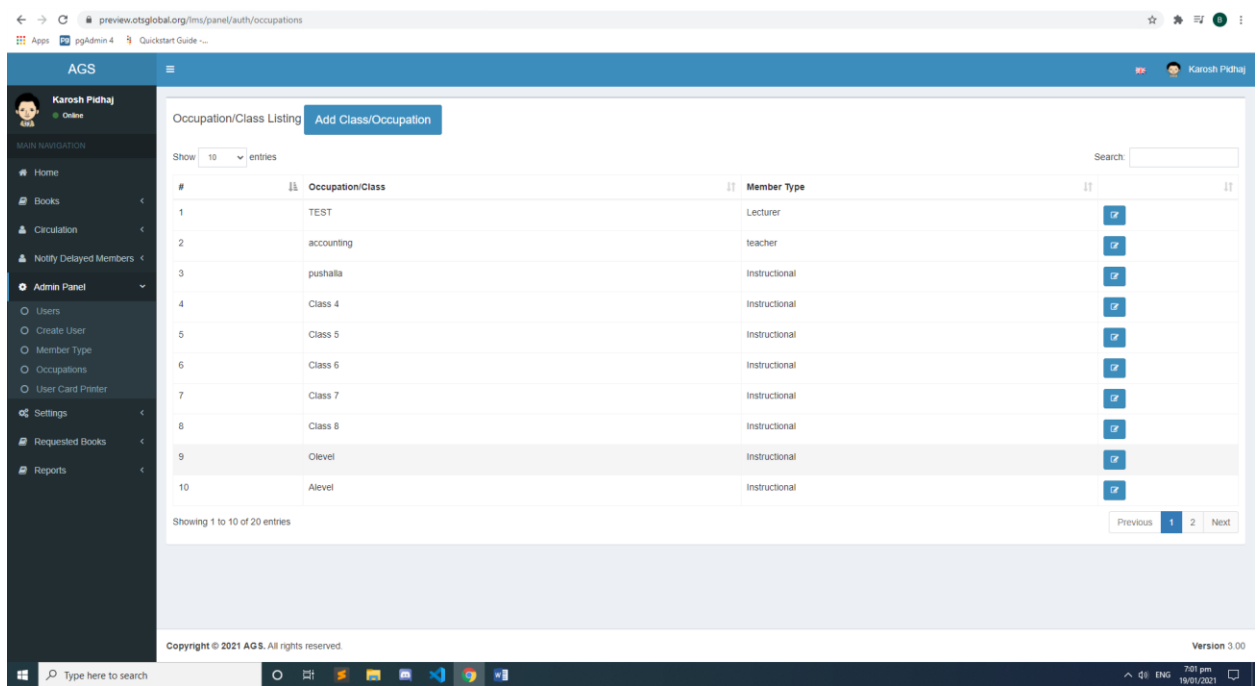 preview.otsglobal.org/lms/panel/auth/occupations
Apps pgAdmin 4 Quickstart Guide -...
AGS
Karosh Pidhaj
Karosh Pidhaj
Online
MAIN NAVIGATION
Home
Books
Circulation
Notify Delayed Members
Admin Panel
Users
Create User
Member Type
Occupations
User Card Printer
Settings
Requested Books
Reports
Occupation/Class Listing Add Class/Occupation
Show 10 entries Search:
# Occupation/Class Member Type
1 TEST Lecturer
2 accounting teacher
3 pushalla Instructional
4 Class 4 Instructional
5 Class 5 Instructional
6 Class 6 Instructional
7 Class 7 Instructional
8 Class 8 Instructional
9 Olevel Instructional
10 Alevel Instructional
Showing 1 to 10 of 20 entries Previous 1 2 Next
Copyright © 2021 AGS. All rights reserved. Version 3.00
Type here to search ENG 7:01 pm
19/01/2021